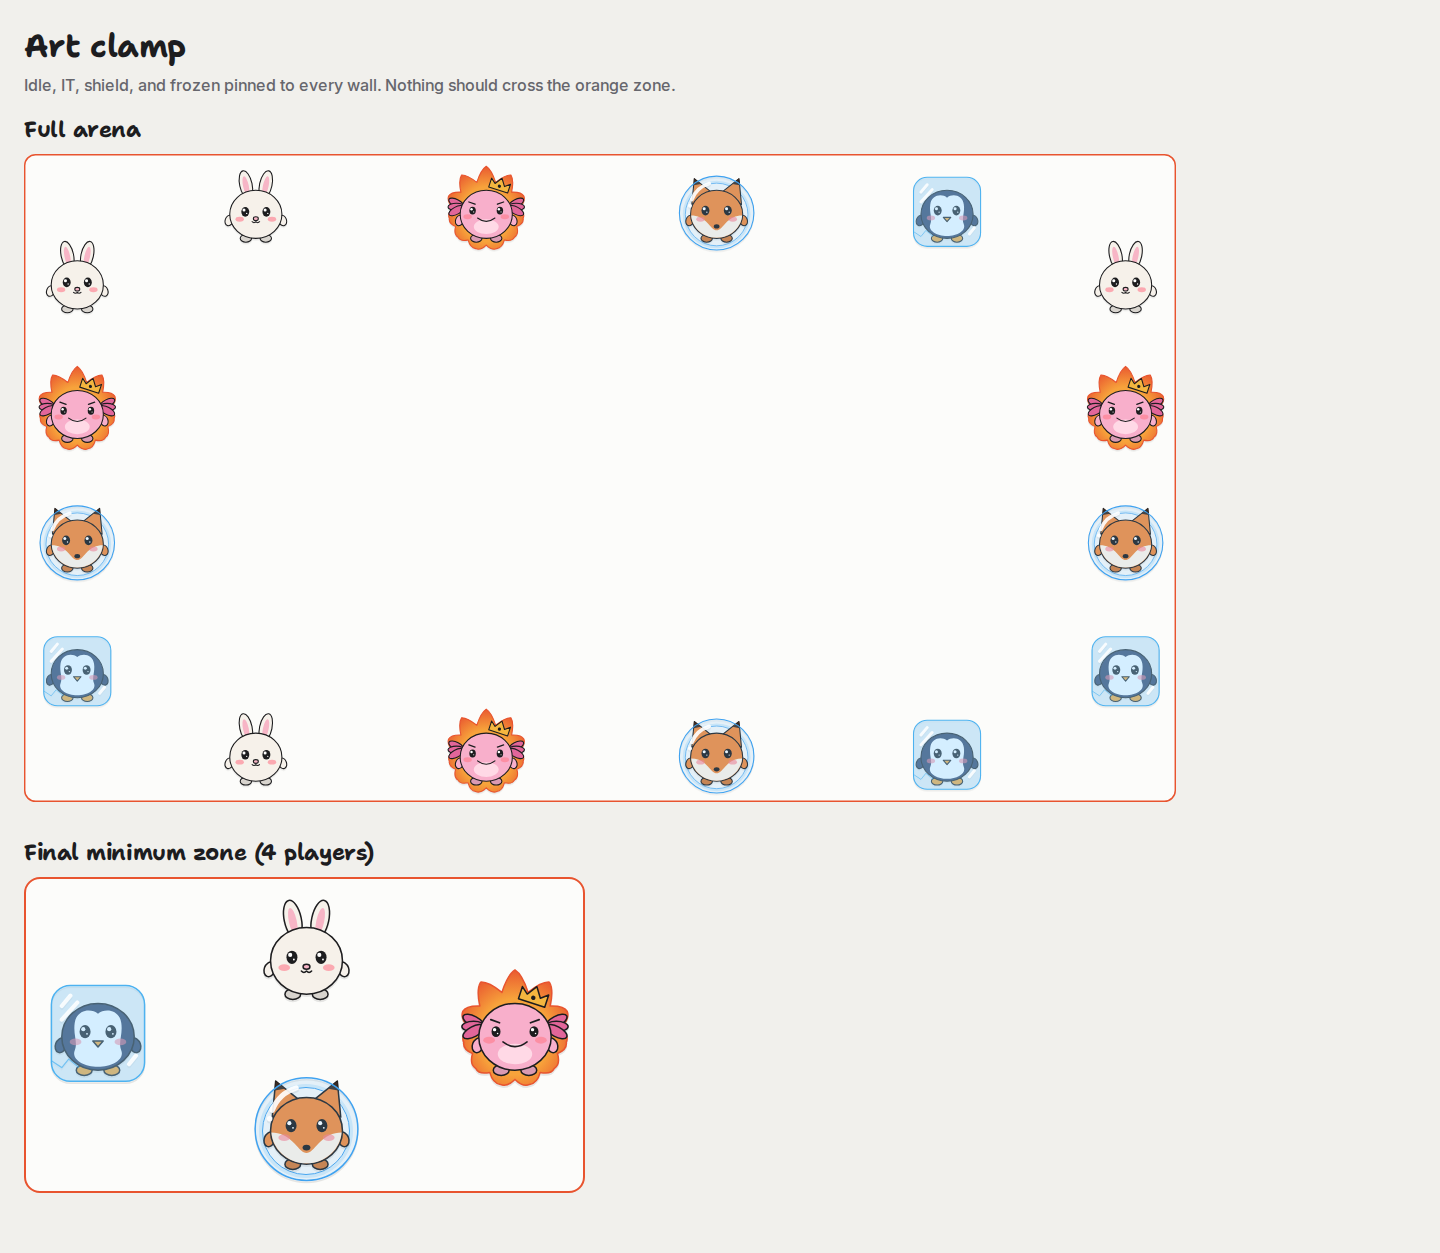 Art clamp
Idle, IT, shield, and frozen pinned to every wall. Nothing should cross the orange zone.
Full arena
Final minimum zone (4 players)